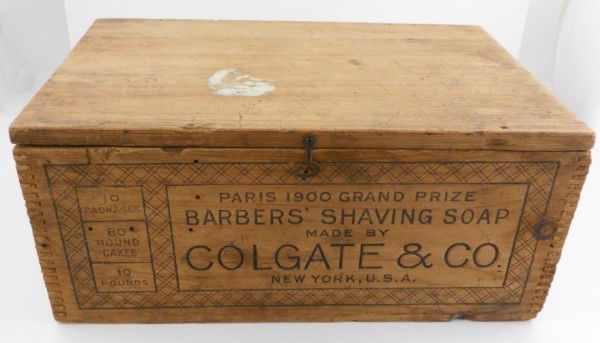 10
PACKAGES
80
ROUND
CAKES
10
POUNDS
PARIS 1900 GRAND PRIZE
BARBERS' SHAVING SOAP
MADE BY
COLGATE & CO.
NEW YORK, U.S.A.